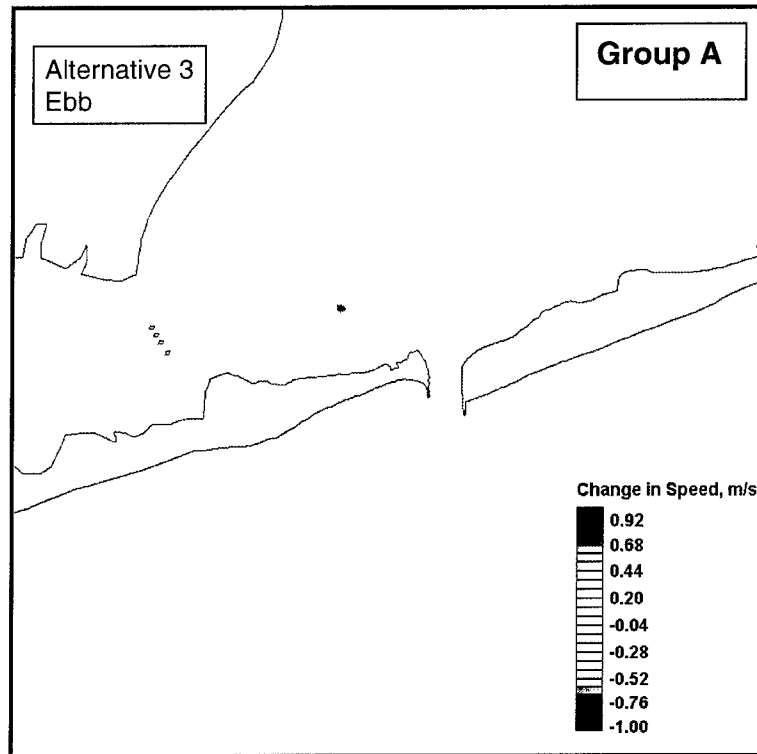 Alternative 3
Ebb
Group A
Change in Speed, m/s
0.92
0.68
0.44
0.20
-0.04
-0.28
-0.52
-0.76
-1.00